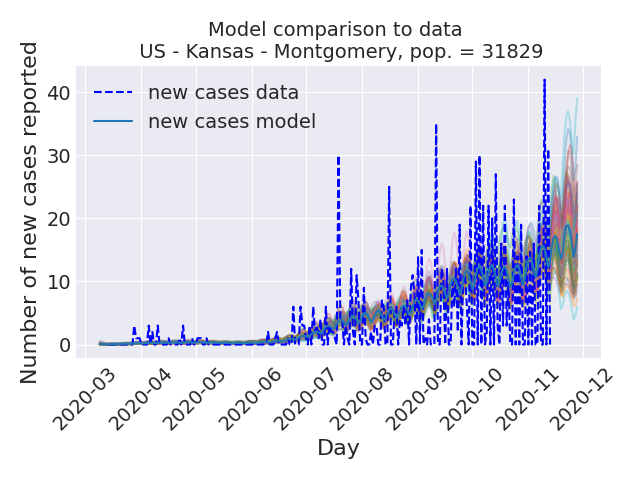 Model comparison to data
US - Kansas - Montgomery, pop. = 31829
Number of new cases reported
40
30
20
10
0
new cases data
new cases model
2020-03
2020-04
2020-05
2020-06
2020-07
2020-08
2020-09
2020-10
2020-11
2020-12
Day